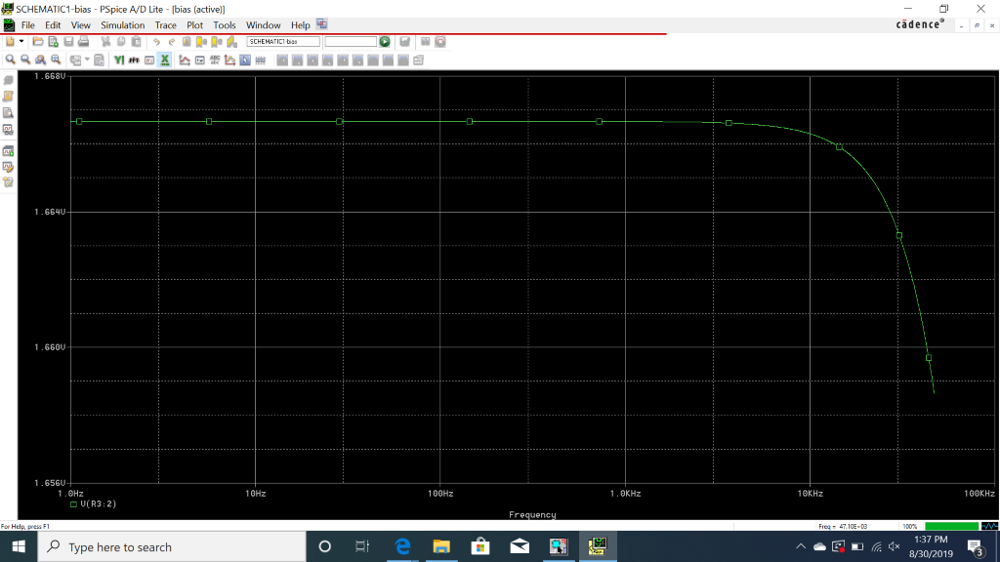 SCHEMATIC1-bias - PSpice A/D Lite - [bias (active)]
File Edit View Simulation Trace Plot Tools Window Help
cādence®
SCHEMATIC1-bias
1.668V
1.664V
1.660V
1.656V
1.0Hz 10Hz 100Hz 1.0KHz 10KHz 100KHz
V(R3:2)
Frequency
For Help, press F1
Freq = 47.10E+03 100%
Type here to search
1:37 PM
8/30/2019
3